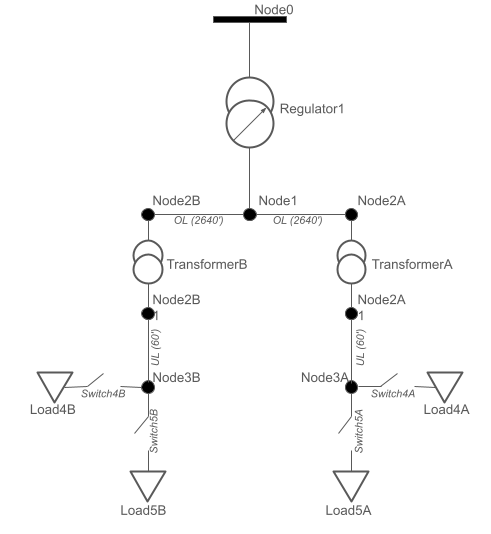 Node0
Regulator1
Node2B
Node1
Node2A
OL (2640')
OL (2640')
TransformerB
TransformerA
Node2B
1
Node2A
1
UL (60')
UL (60')
Node3B
Node3A
Switch4B
Switch4A
Load4B
Load4A
Switch5B
Switch5A
Load5B
Load5A